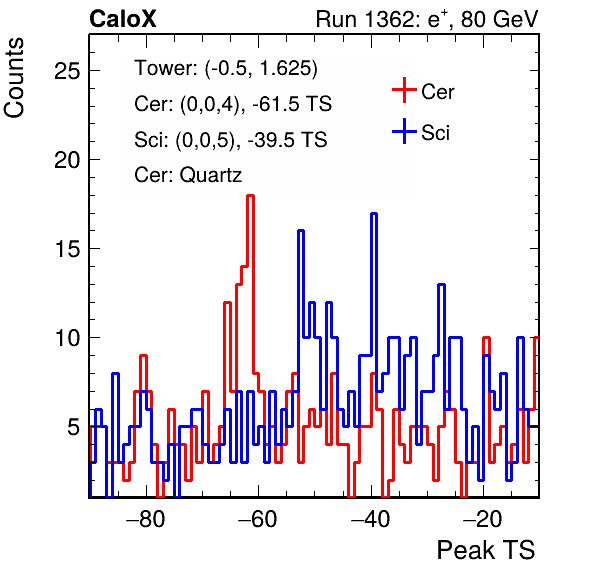 CaloX
Run 1362: e+, 80 GeV
Counts
Tower: (-0.5, 1.625)
Cer: (0,0,4), -61.5 TS
Sci: (0,0,5), -39.5 TS
Cer: Quartz
Cer
Sci
25
20
15
10
5
−80
−60
−40
−20
Peak TS